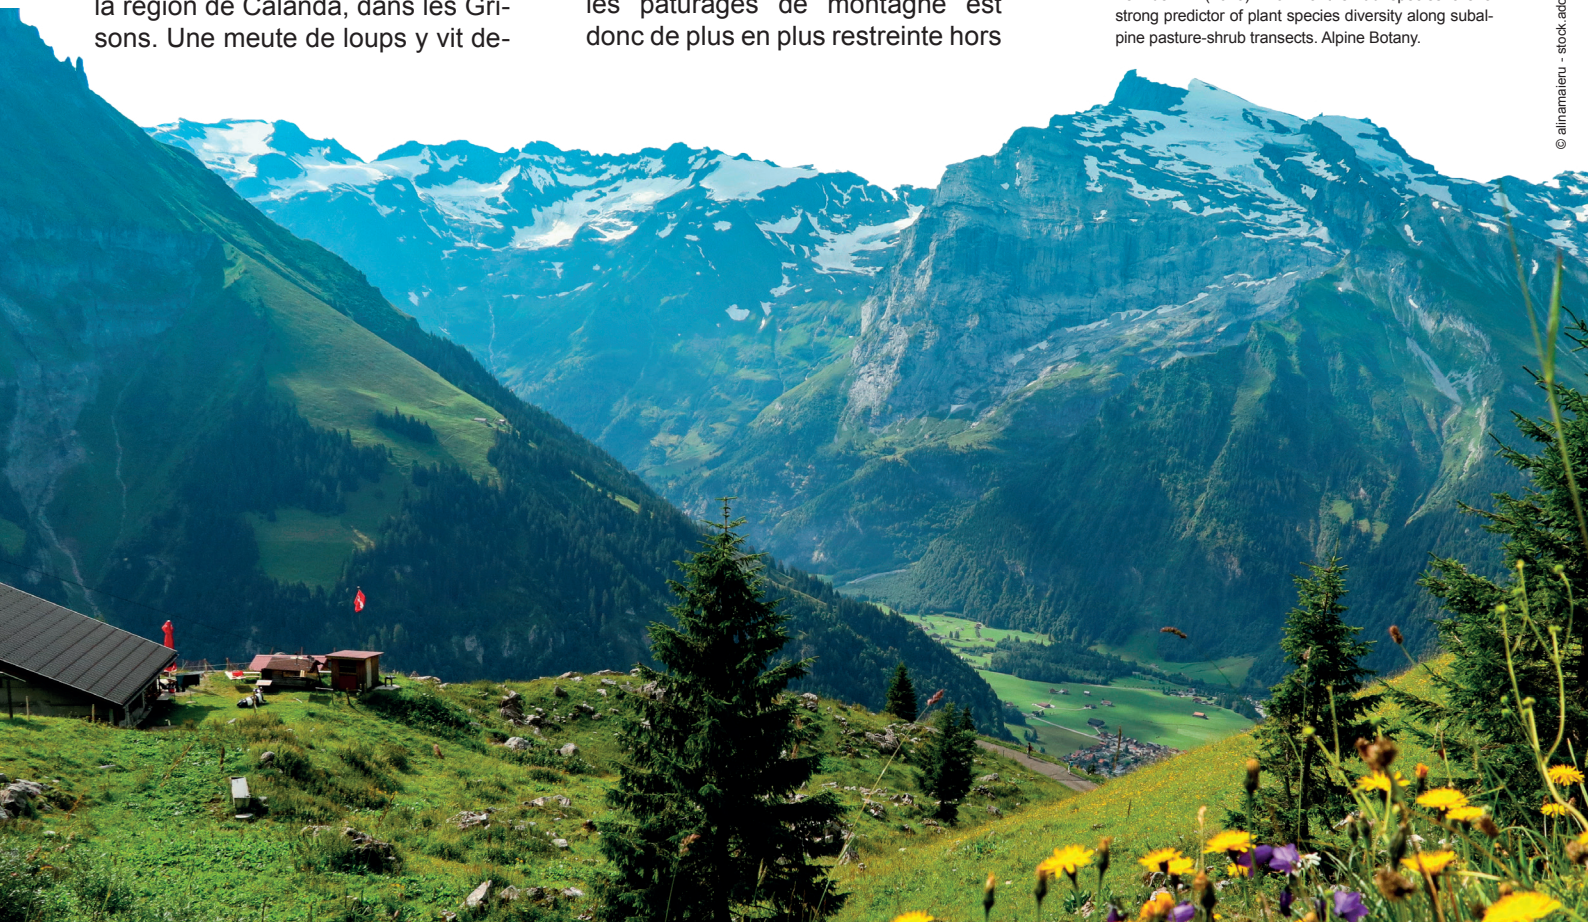 la région de Calanda, dans les Gri-
sons. Une meute de loups y vit de-
les pâturages de montagne est
donc de plus en plus restreinte hors
strong predictor of plant species diversity along subal-
pine pasture-shrub transects. Alpine Botany.
© alinamaieru - stock.ado